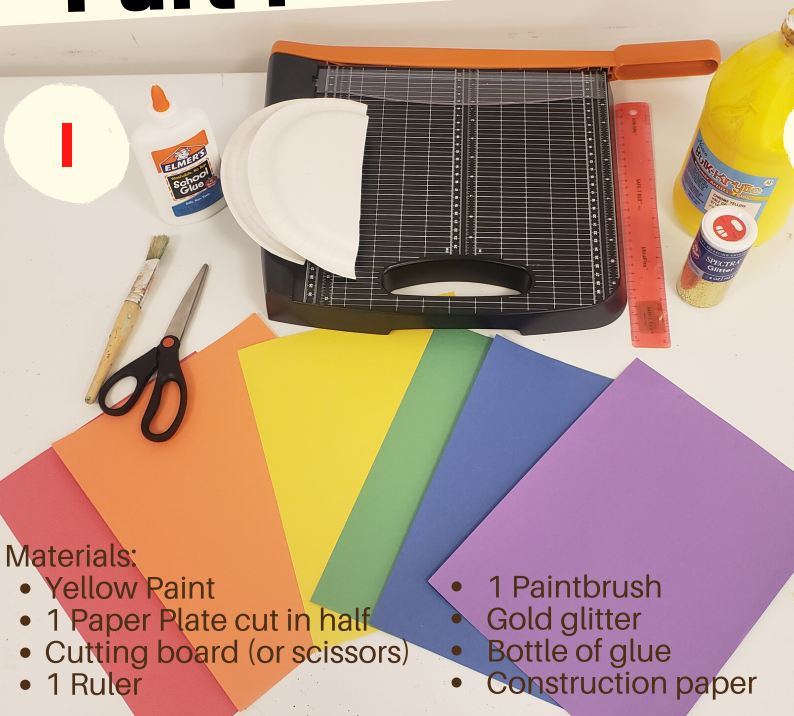 Part I
I
ELMER'S
School
Glue
SPECTRA
Glitter
Materials:
• Yellow Paint
• 1 Paper Plate cut in half
• Cutting board (or scissors)
• 1 Ruler
• 1 Paintbrush
• Gold glitter
• Bottle of glue
• Construction paper